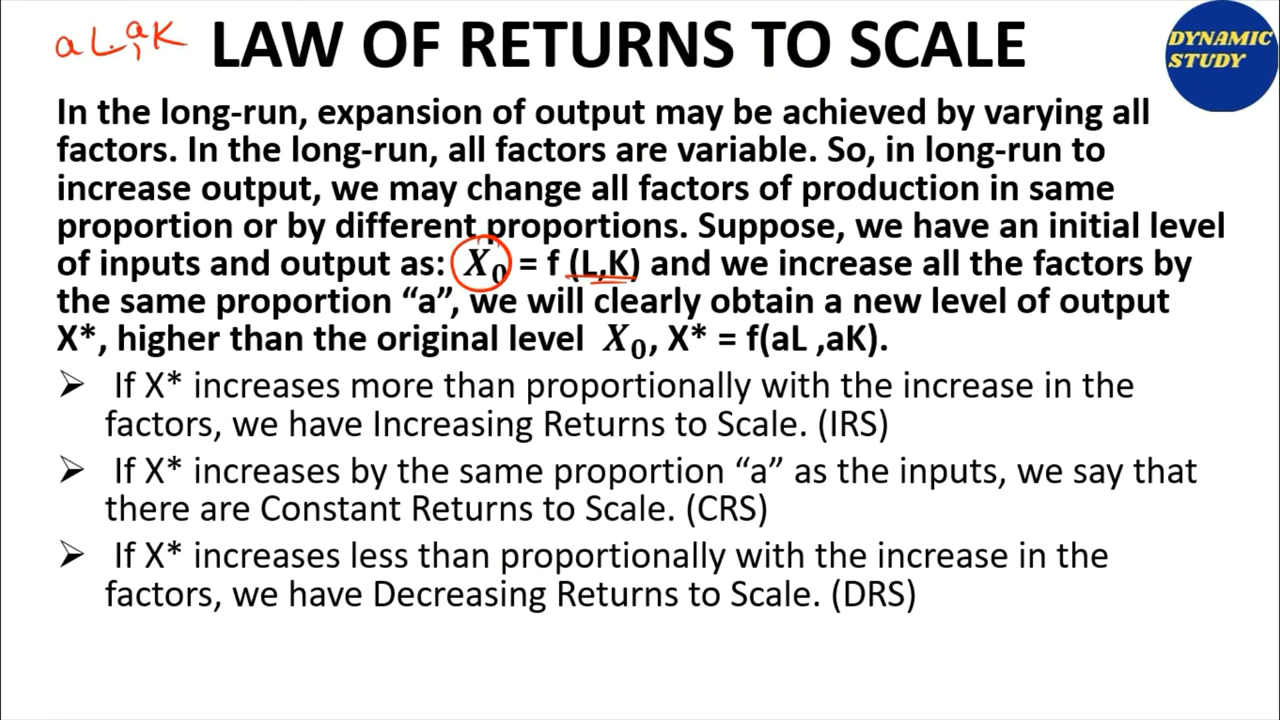 aL, aK LAW OF RETURNS TO SCALE
DYNAMIC
STUDY
In the long-run, expansion of output may be achieved by varying all
factors. In the long-run, all factors are variable. So, in long-run to
increase output, we may change all factors of production in same
proportion or by different proportions. Suppose, we have an initial level
of inputs and output as: X₀ = f (L,K) and we increase all the factors by
the same proportion “a”, we will clearly obtain a new level of output
X*, higher than the original level X₀, X* = f(aL ,aK).
➢ If X* increases more than proportionally with the increase in the
factors, we have Increasing Returns to Scale. (IRS)
➢ If X* increases by the same proportion “a” as the inputs, we say that
there are Constant Returns to Scale. (CRS)
➢ If X* increases less than proportionally with the increase in the
factors, we have Decreasing Returns to Scale. (DRS)